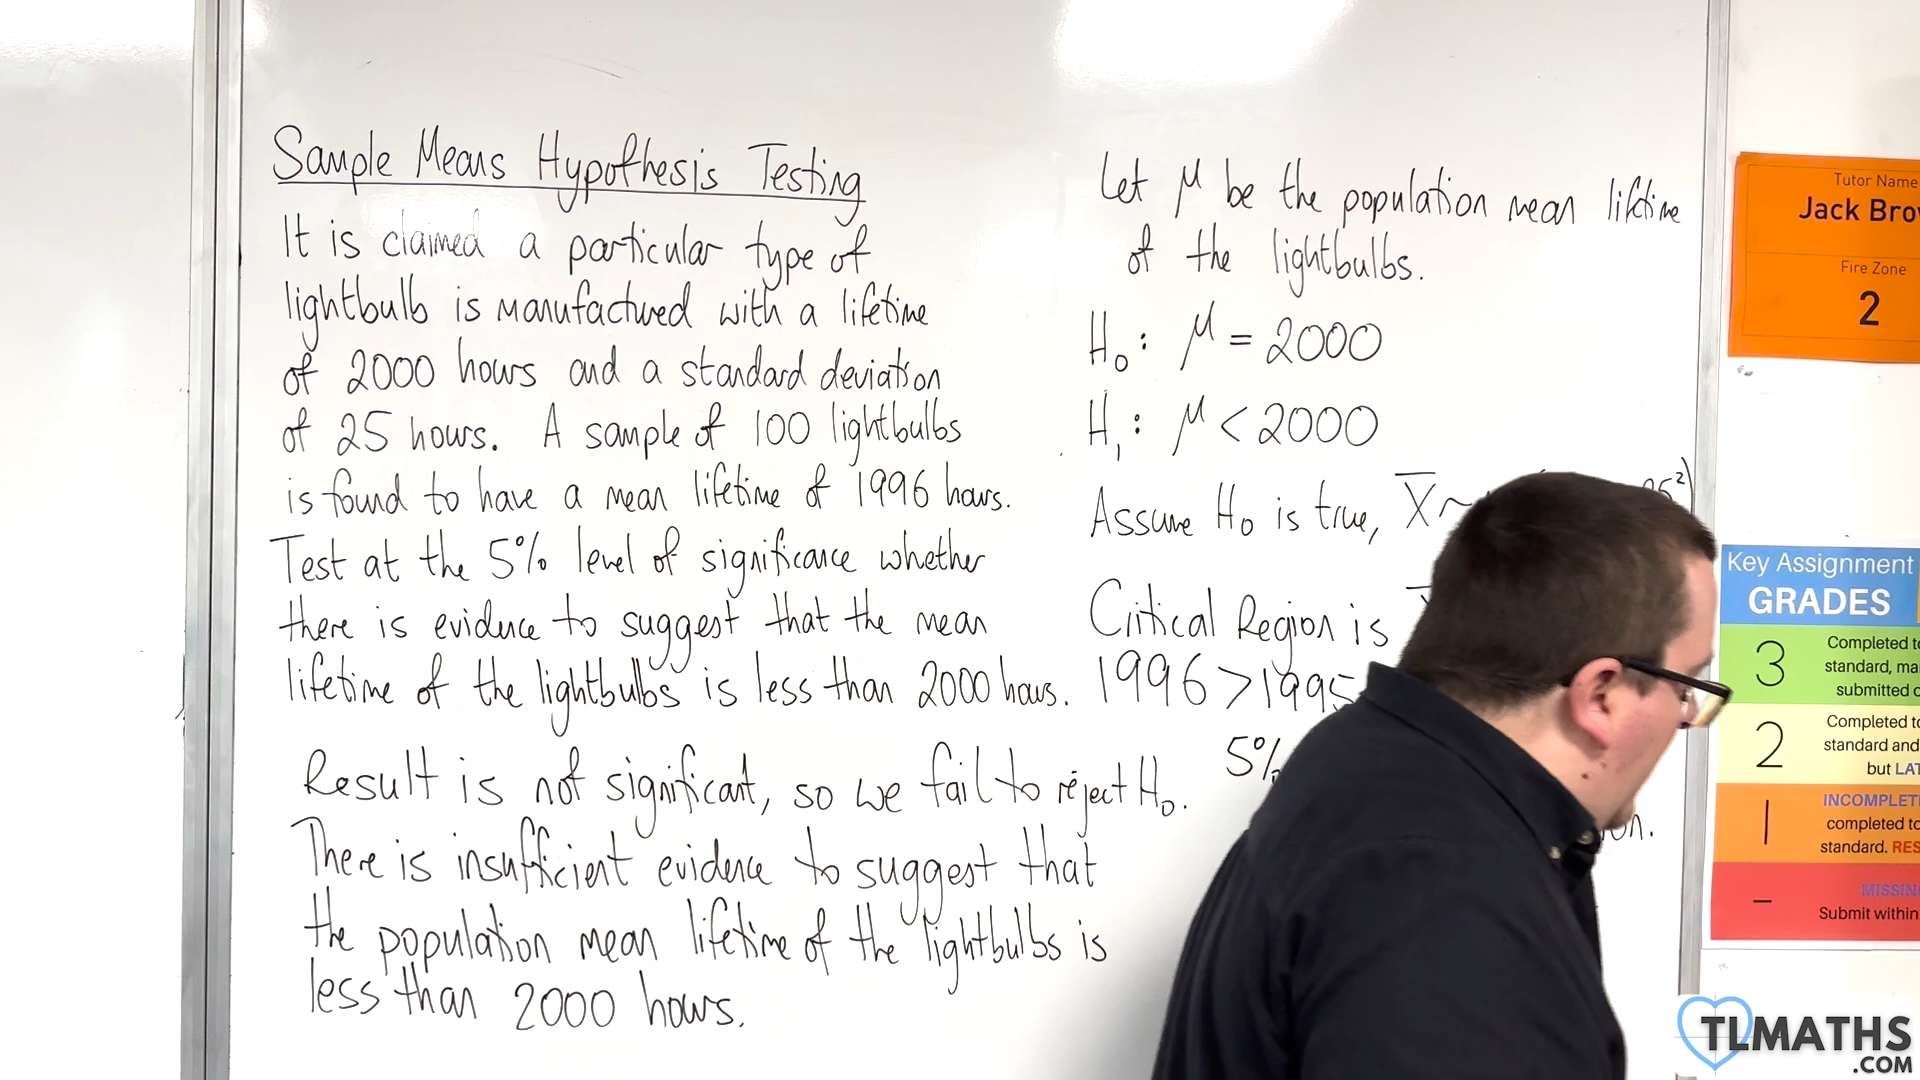 Sample Means Hypothesis Testing
It is claimed a particular type of
lightbulb is manufactured with a lifetime
of 2000 hours and a standard deviation
of 25 hours. A sample of 100 lightbulbs
is found to have a mean lifetime of 1996 hours.
Test at the 5% level of significance whether
there is evidence to suggest that the mean
lifetime of the lightbulbs is less than 2000 hours.
Result is not significant, so we fail to reject H₀.
There is insufficient evidence to suggest that
the population mean lifetime of the lightbulbs is
less than 2000 hours.
Let μ be the population mean lifetime
of the lightbulbs.
H₀: μ = 2000
H₁: μ < 2000
Assume H₀ is true, X̄ ~
Critical Region is
1996 > 1995
5%
Tutor Name
Jack Bro
Fire Zone
2
Key Assignment
GRADES
3
Completed to
standard, ma
submitted o
2
Completed to
standard and
but LAT
1
INCOMPLET
completed to
standard. RES
-
MISSIN
Submit within
TLMATHS
.COM